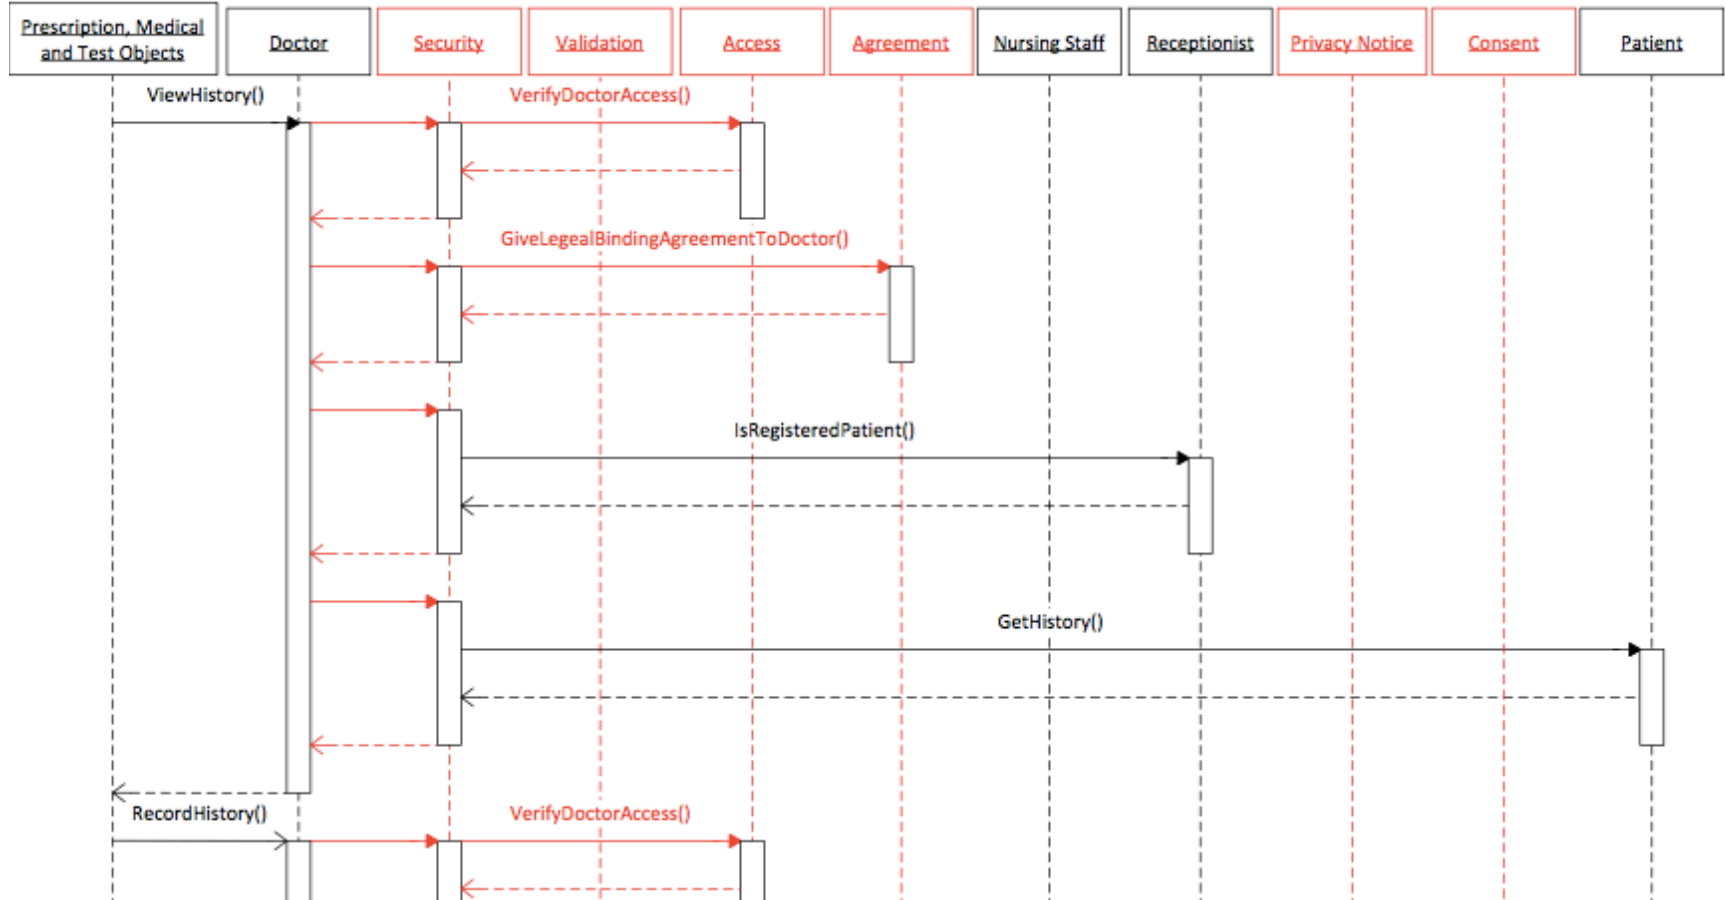 Prescription, Medical
and Test Objects
Doctor
Security
Validation
Access
Agreement
Nursing Staff
Receptionist
Privacy Notice
Consent
Patient
ViewHistory()
VerifyDoctorAccess()
GiveLegealBindingAgreementToDoctor()
IsRegisteredPatient()
GetHistory()
RecordHistory()
VerifyDoctorAccess()